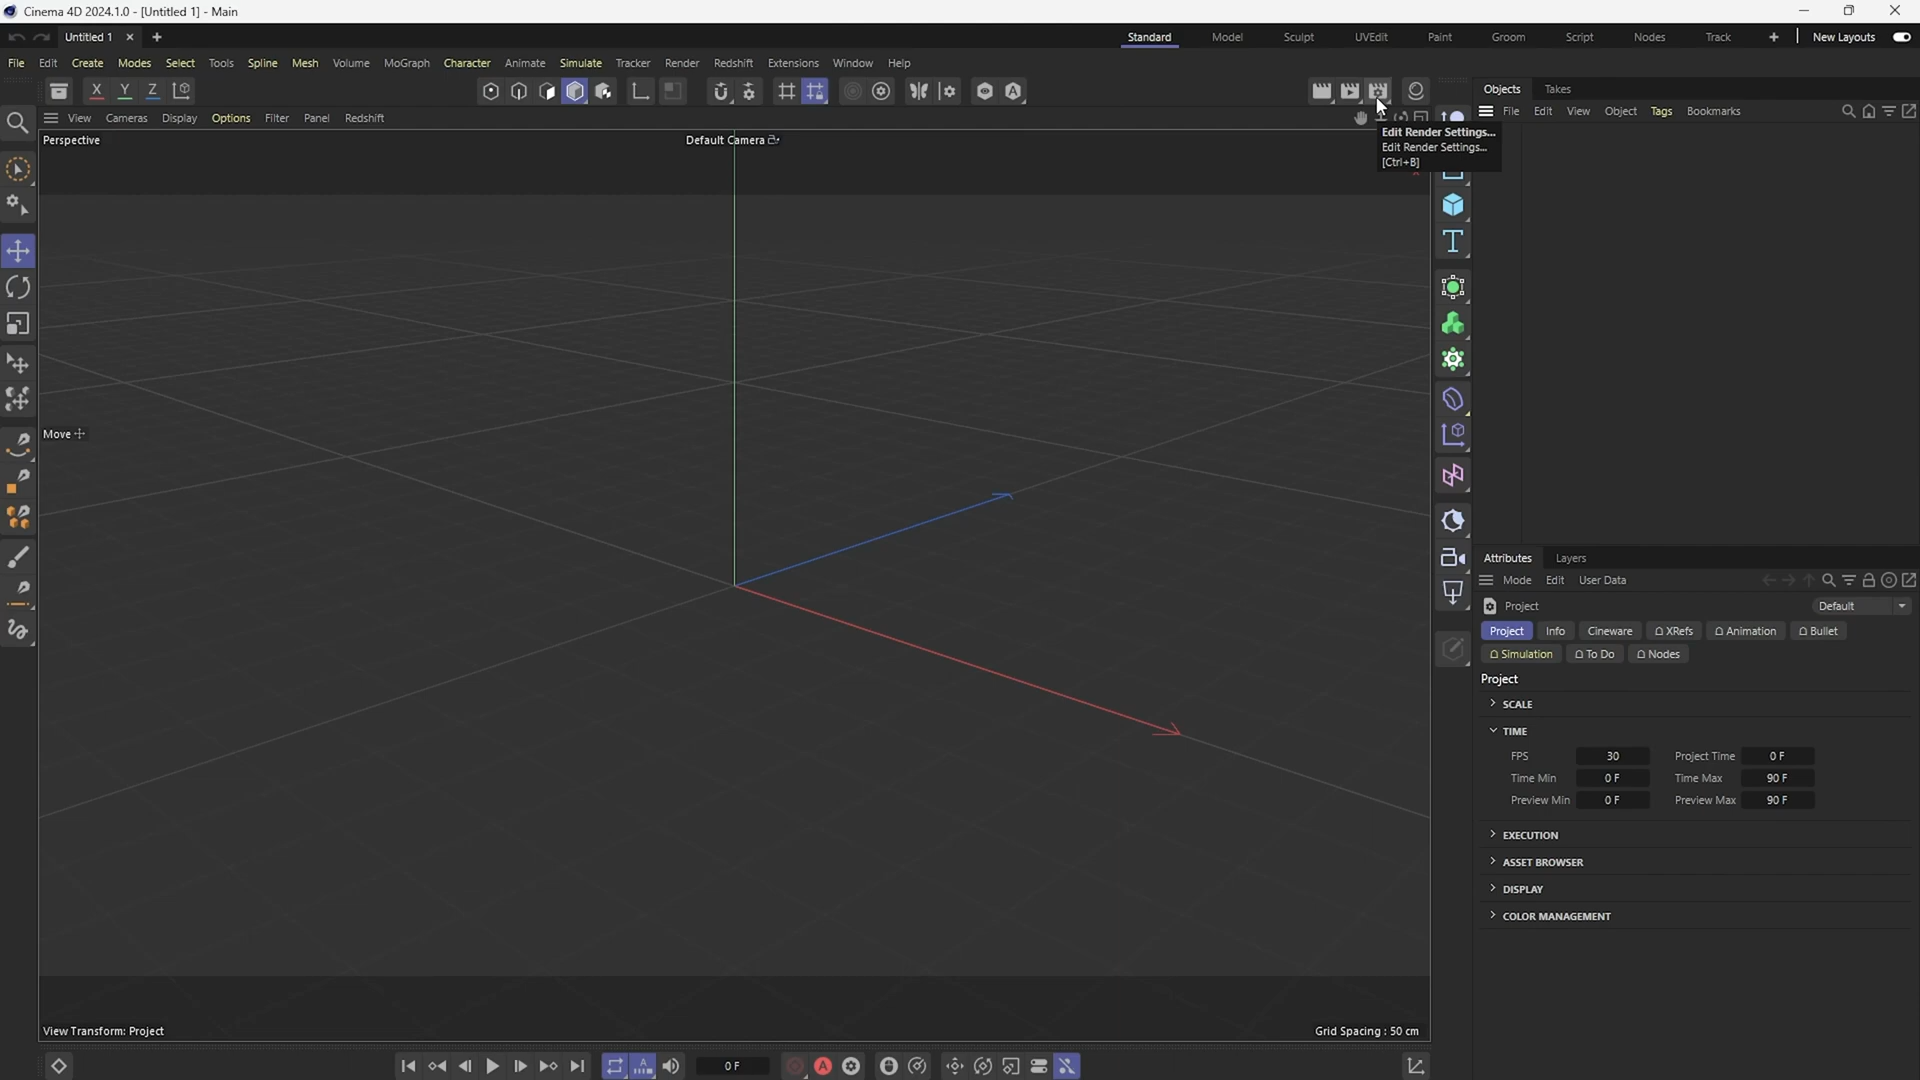 Cinema 4D 2024.1.0 - [Untitled 1] - Main
Untitled 1 Standard Model Sculpt UVEdit Paint Groom Script Nodes Track New Layouts
File Edit Create Modes Select Tools Spline Mesh Volume MoGraph Character Animate Simulate Tracker Render Redshift Extensions Window Help
X Y Z Objects Takes
View Cameras Display Options Filter Panel Redshift File Edit View Object Tags Bookmarks
Perspective Default Camera
Edit Render Settings...
Edit Render Settings...
[Ctrl+B]
Move
Attributes Layers
Mode Edit User Data
Project Default
Project Info Cineware XRefs Animation Bullet
Simulation To Do Nodes
Project
SCALE
TIME
FPS 30 Project Time 0 F
Time Min 0 F Time Max 90 F
Preview Min 0 F Preview Max 90 F
EXECUTION
ASSET BROWSER
DISPLAY
COLOR MANAGEMENT
View Transform: Project Grid Spacing : 50 cm
0 F